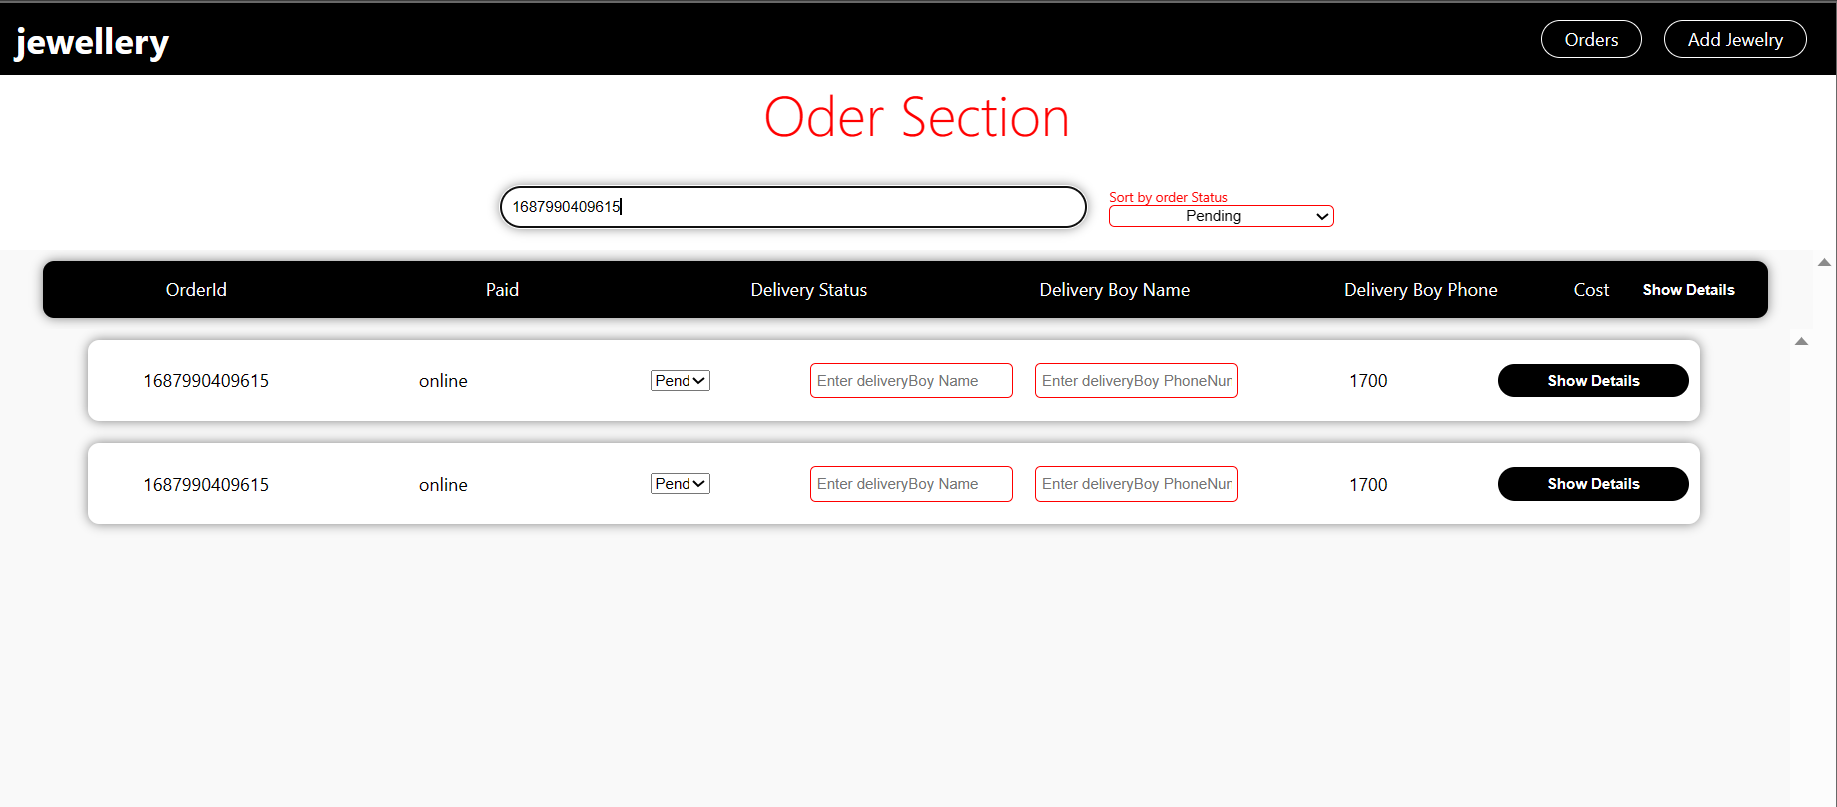 jewellery
Orders
Add Jewelry
Oder Section
1687990409615
Sort by order Status
Pending
OrderId Paid Delivery Status Delivery Boy Name Delivery Boy Phone Cost Show Details
1687990409615 online Pend Enter deliveryBoy Name Enter deliveryBoy PhoneNur 1700 Show Details
1687990409615 online Pend Enter deliveryBoy Name Enter deliveryBoy PhoneNur 1700 Show Details